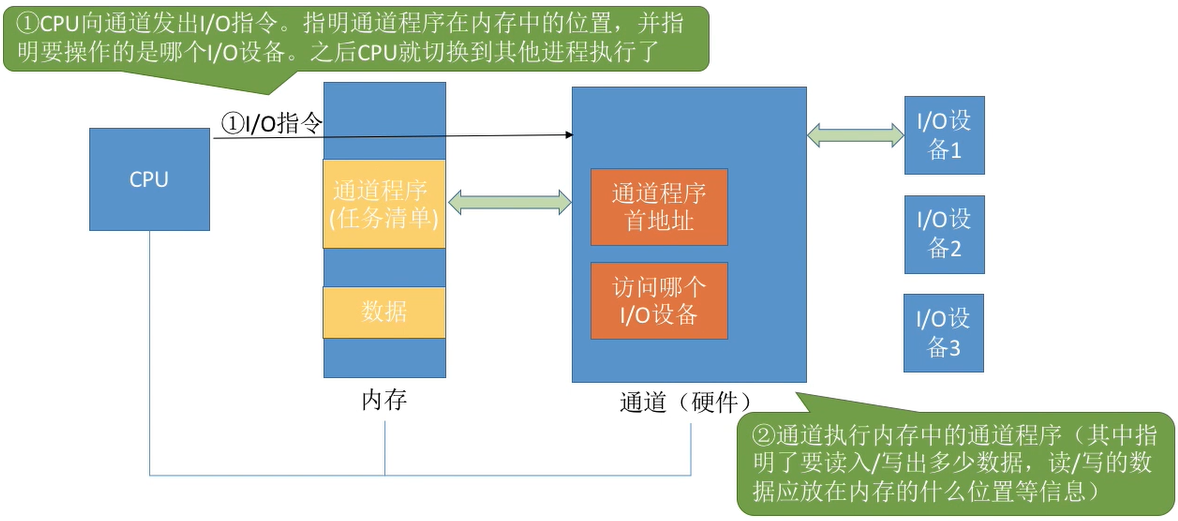 ①CPU向通道发出I/O指令。指明通道程序在内存中的位置，并指
明要操作的是哪个I/O设备。之后CPU就切换到其他进程执行了
①I/O指令
CPU
通道程序
(任务清单)
数据
内存
通道程序
首地址
访问哪个
I/O设备
通道（硬件）
I/O设
备1
I/O设
备2
I/O设
备3
②通道执行内存中的通道程序（其中指
明了要读入/写出多少数据，读/写的数
据应放在内存的什么位置等信息）